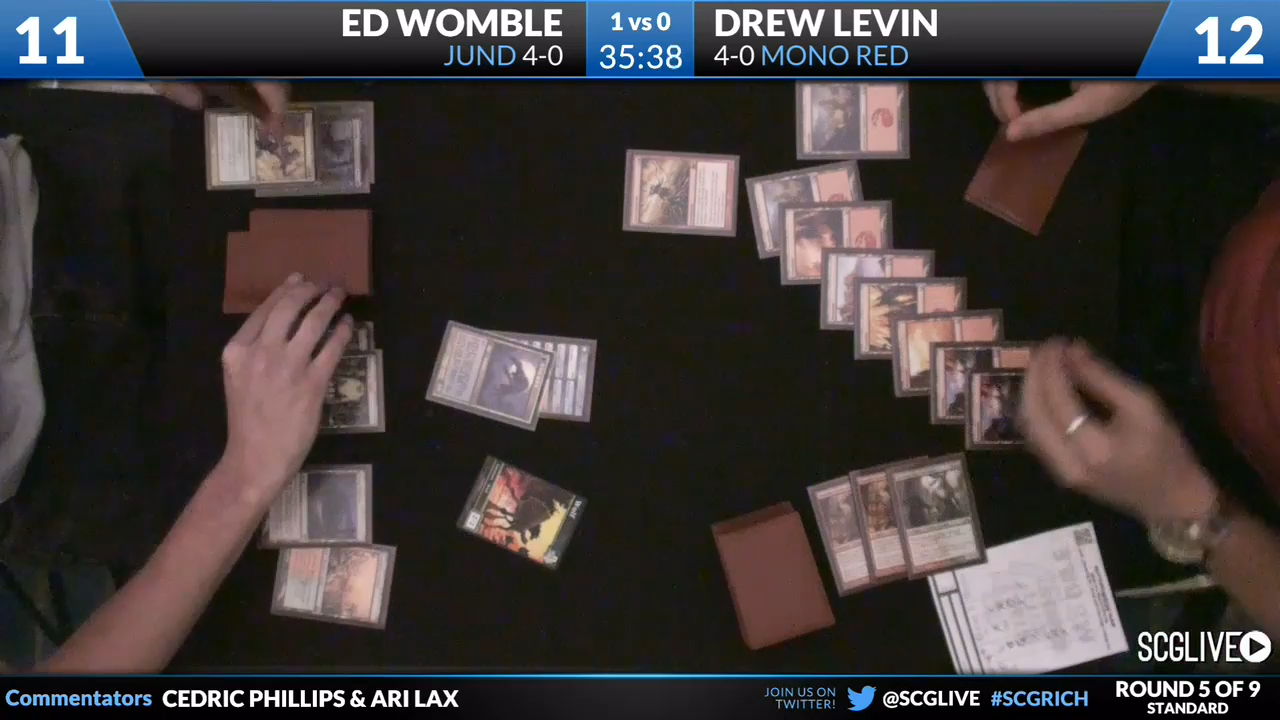 11
ED WOMBLE
JUND 4-0
1 vs 0
35:38
DREW LEVIN
4-0 MONO RED
12
SCGLIVE
Commentators CEDRIC PHILLIPS & ARI LAX
JOIN US ON
TWITTER!
@SCGLIVE #SCGRICH
ROUND 5 OF 9
STANDARD